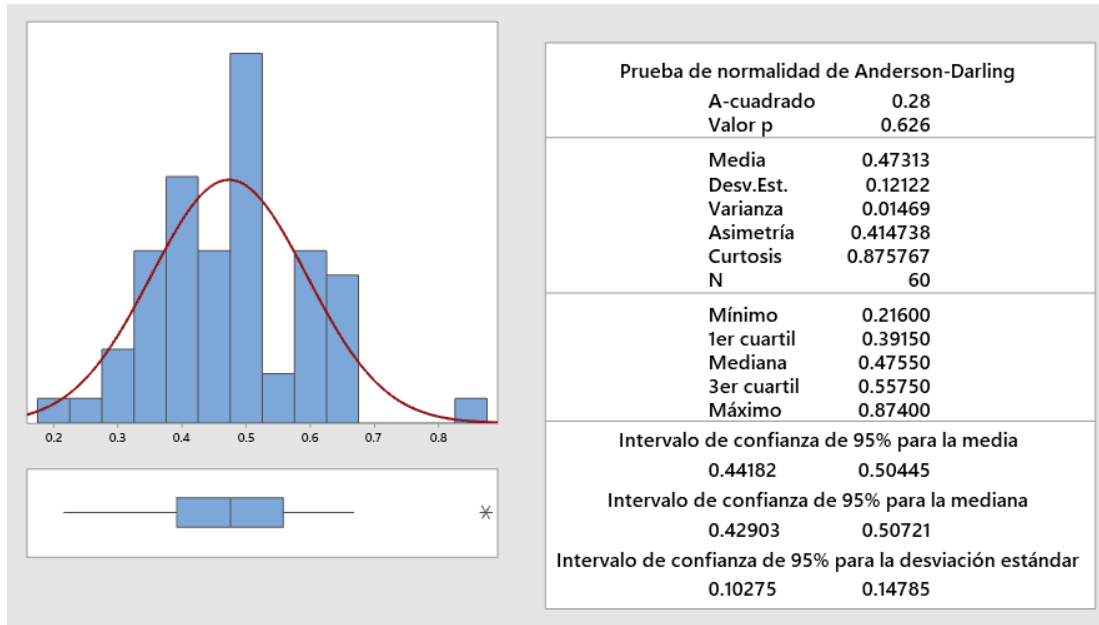 0.2 0.3 0.4 0.5 0.6 0.7 0.8
Prueba de normalidad de Anderson-Darling
A-cuadrado 0.28
Valor p 0.626
Media 0.47313
Desv.Est. 0.12122
Varianza 0.01469
Asimetría 0.414738
Curtosis 0.875767
N 60
Mínimo 0.21600
1er cuartil 0.39150
Mediana 0.47550
3er cuartil 0.55750
Máximo 0.87400
Intervalo de confianza de 95% para la media
0.44182 0.50445
Intervalo de confianza de 95% para la mediana
0.42903 0.50721
Intervalo de confianza de 95% para la desviación estándar
0.10275 0.14785